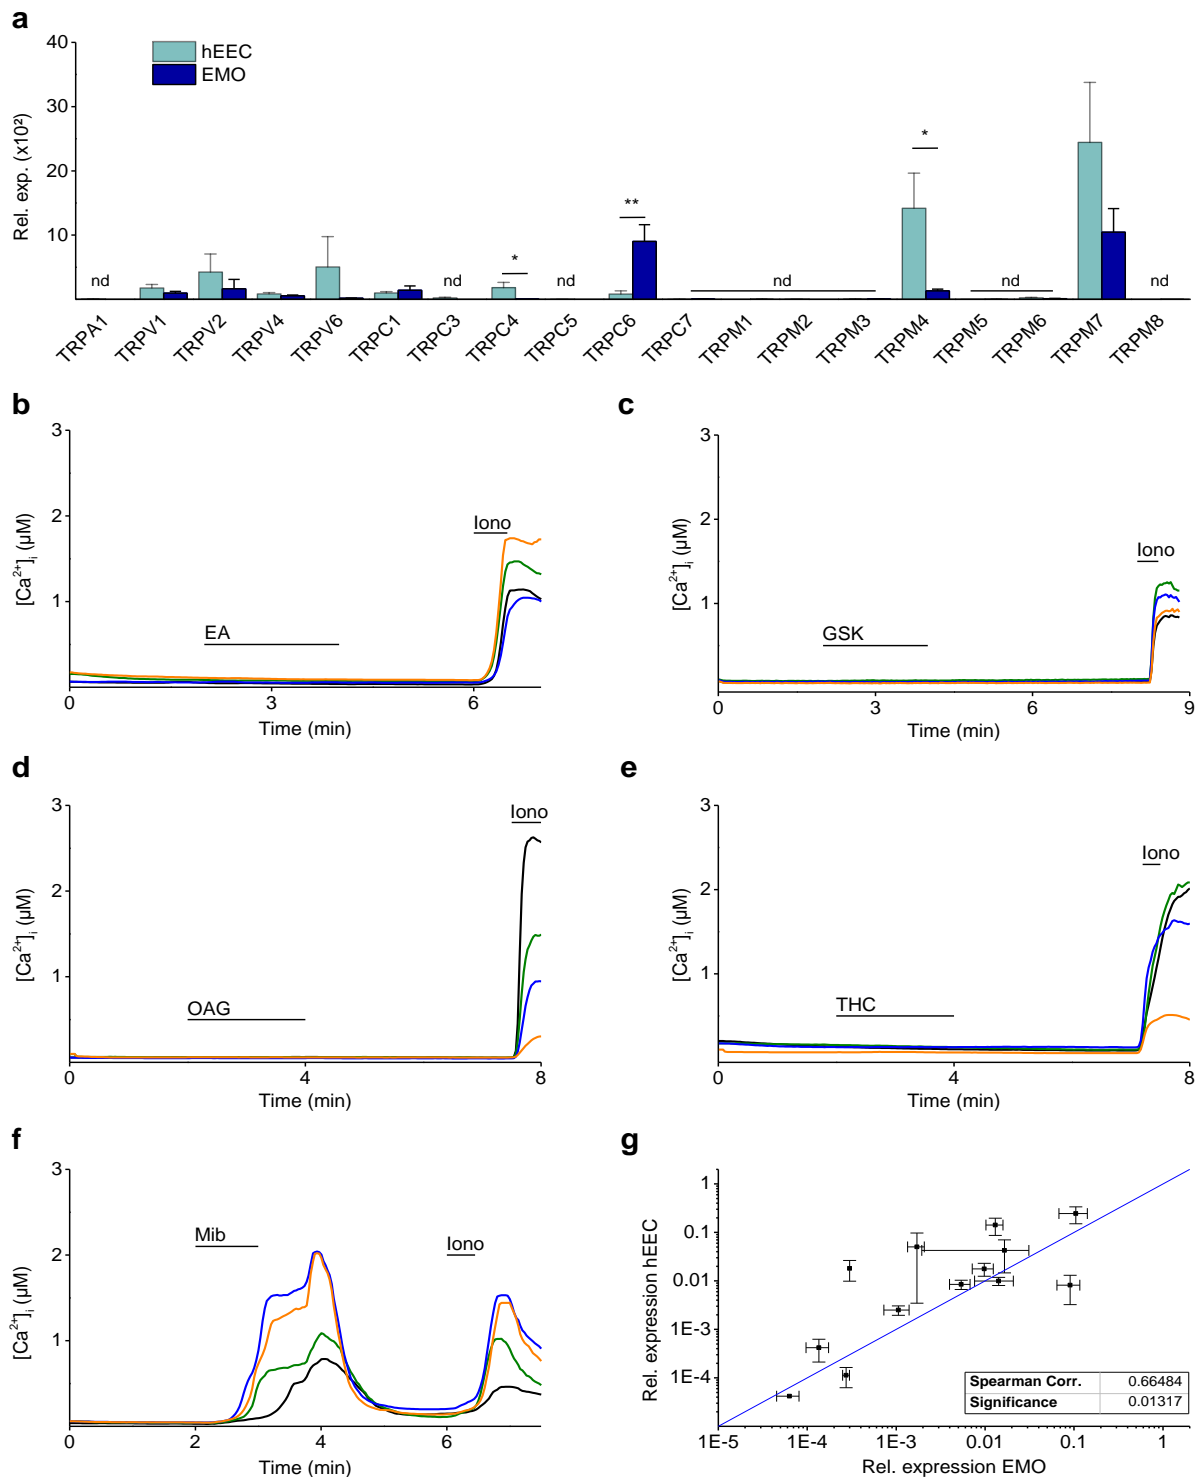 a
hEEC
EMO
Rel. exp. (x10²)
40
30
20
10
nd
nd
*
nd
**
nd
*
nd
nd
TRPA1
TRPV1
TRPV2
TRPV4
TRPV6
TRPC1
TRPC3
TRPC4
TRPC5
TRPC6
TRPC7
TRPM1
TRPM2
TRPM3
TRPM4
TRPM5
TRPM6
TRPM7
TRPM8
b
[Ca²⁺]ᵢ (µM)
3
2
1
EA
Iono
0 3 6
Time (min)
c
[Ca²⁺]ᵢ (µM)
3
2
1
GSK
Iono
0 3 6 9
Time (min)
d
[Ca²⁺]ᵢ (µM)
3
2
1
OAG
Iono
0 4 8
Time (min)
e
[Ca²⁺]ᵢ (µM)
3
2
1
THC
Iono
0 4 8
Time (min)
f
[Ca²⁺]ᵢ (µM)
3
2
1
Mib
Iono
0 2 4 6
Time (min)
g
Rel. expression hEEC
1
0.1
0.01
1E-3
1E-4
Spearman Corr. 0.66484
Significance 0.01317
1E-5 1E-4 1E-3 0.01 0.1 1
Rel. expression EMO